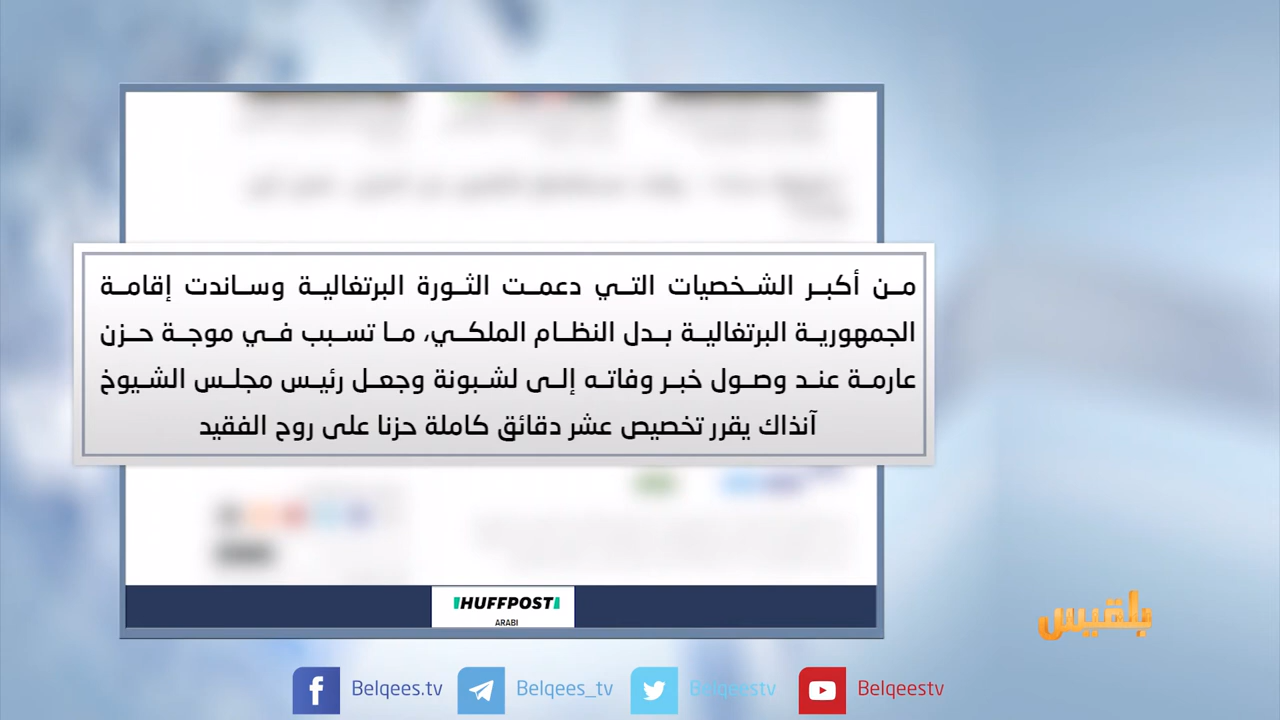 من أكبر الشخصيات التي دعمت الثورة البرتغالية وساندت إقامة
الجمهورية البرتغالية بدل النظام الملكي، ما تسبب في موجة حزن
عارمة عند وصول خبر وفاته إلى لشبونة وجعل رئيس مجلس الشيوخ
آنذاك يقرر تخصيص عشر دقائق كاملة حزنا على روح الفقيد
HUFFPOST
ARABI
بلقيس
Belqees.tv
Belqees_tv
Belqeestv
Belqeestv